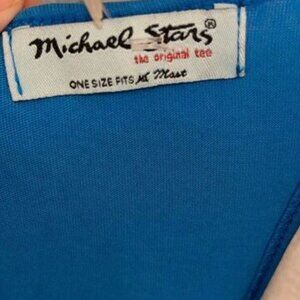 Michael Stars®
the original tee
ONE SIZE FITS Most